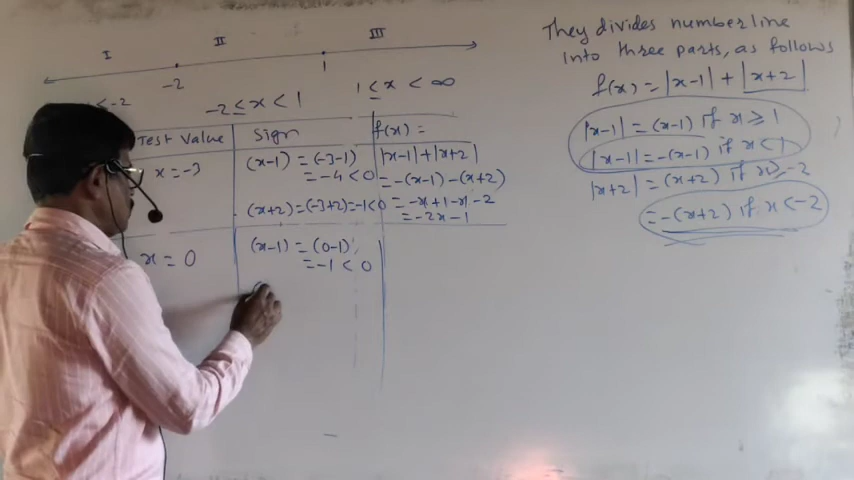 I II III
-2 1
< -2 -2 ≤ x < 1 1 ≤ x < ∞
Test Value Sign f(x) =
x = -3 (x-1) = (-3-1) |x-1| + |x+2|
= -4 < 0 = -(x-1) - (x+2)
(x+2) = (-3+2) = -1 < 0 = -x + 1 - x - 2
= -2x - 1
x = 0 (x-1) = (0-1)
= -1 < 0
They divides numberline
into three parts, as follows
f(x) = |x-1| + |x+2|
|x-1| = (x-1) if x ≥ 1
|x-1| = -(x-1) if x < 1
|x+2| = (x+2) if x ≥ -2
= -(x+2) if x < -2